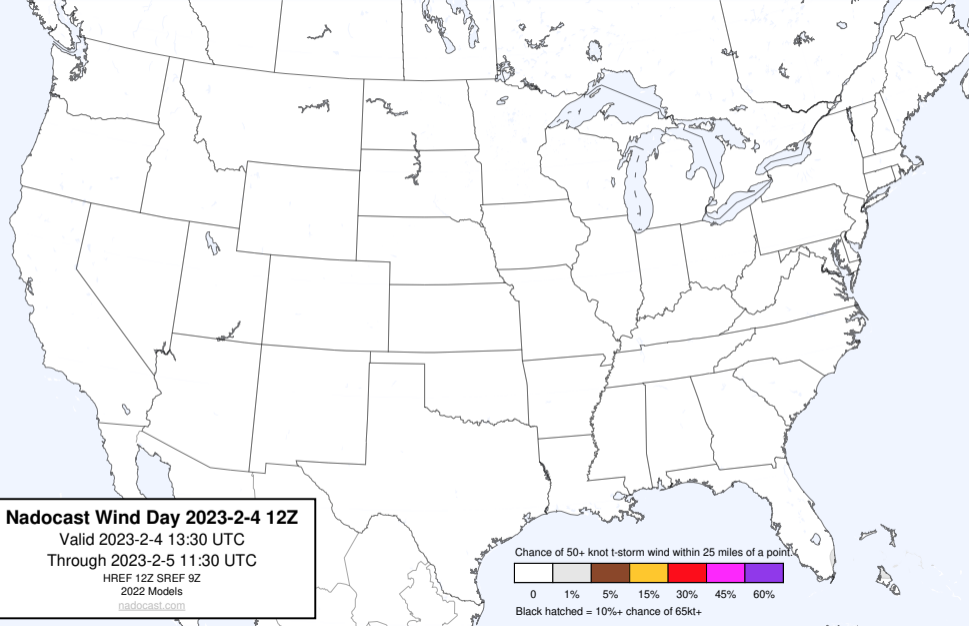 Nadocast Wind Day 2023-2-4 12Z
Valid 2023-2-4 13:30 UTC
Through 2023-2-5 11:30 UTC
HREF 12Z SREF 9Z
2022 Models
nadocast.com
Chance of 50+ knot t-storm wind within 25 miles of a point.
0 1% 5% 15% 30% 45% 60%
Black hatched = 10%+ chance of 65kt+